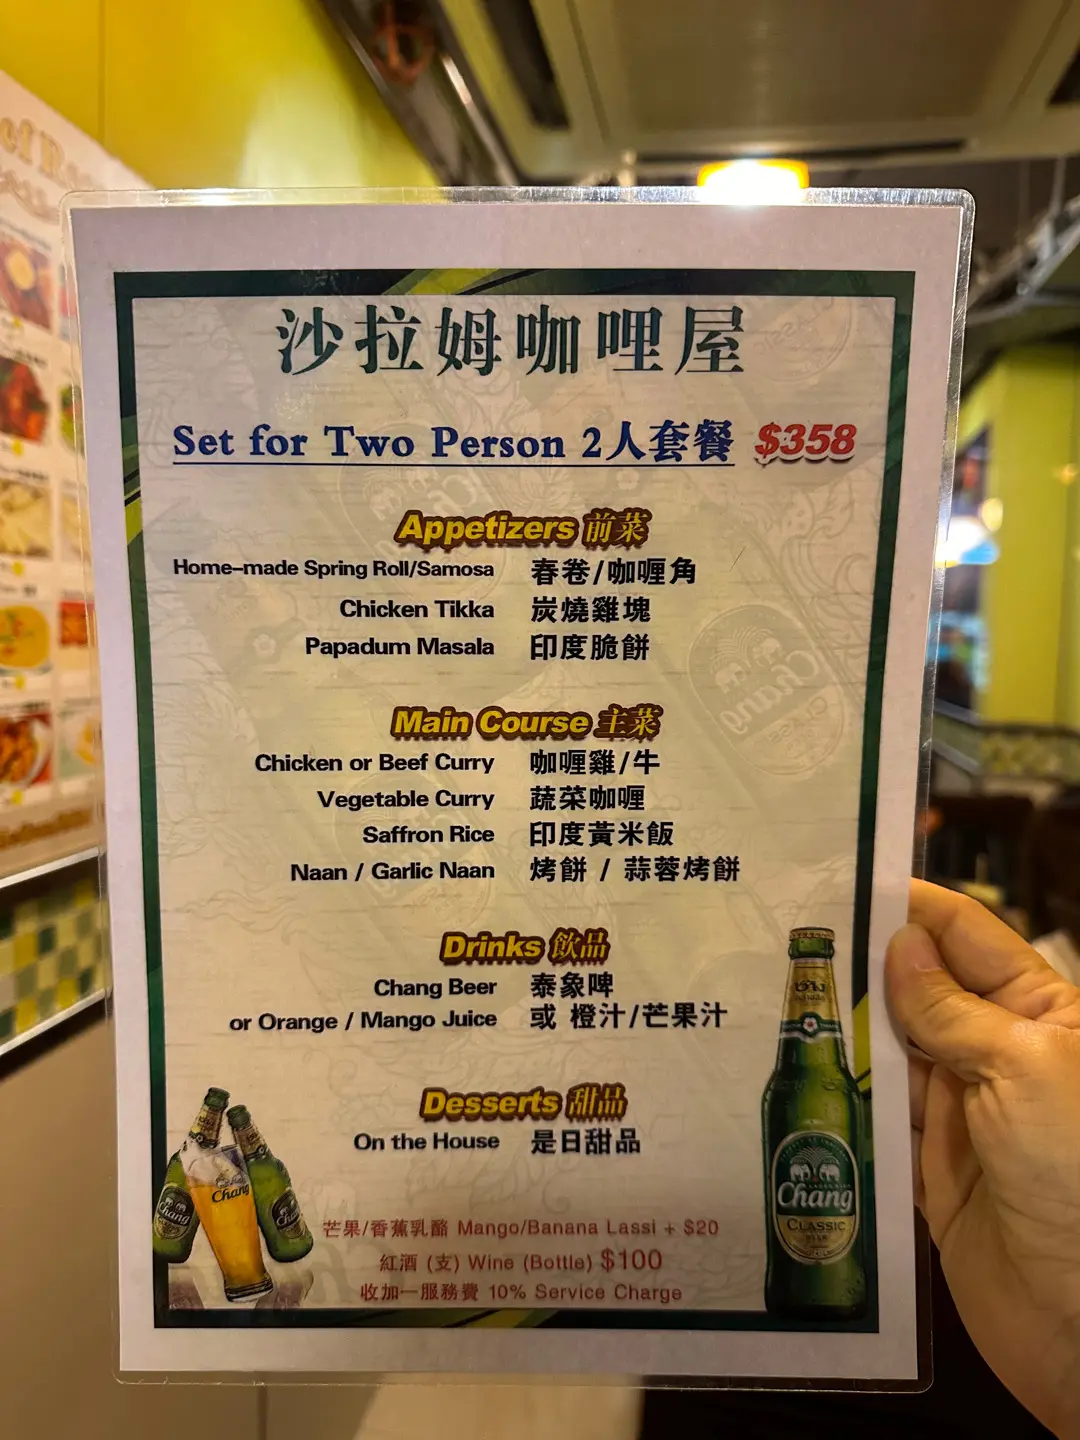 沙拉姆咖哩屋
Set for Two Person 2人套餐 $358
Appetizers 前菜
Home-made Spring Roll/Samosa 春卷/咖喱角
Chicken Tikka 炭燒雞塊
Papadum Masala 印度脆餅
Main Course 主菜
Chicken or Beef Curry 咖喱雞/牛
Vegetable Curry 蔬菜咖喱
Saffron Rice 印度黃米飯
Naan / Garlic Naan 烤餅 / 蒜蓉烤餅
Drinks 飲品
Chang Beer 泰象啤
or Orange / Mango Juice 或 橙汁/芒果汁
Desserts 甜品
On the House 是日甜品
芒果/香蕉乳酪 Mango/Banana Lassi + $20
紅酒 (支) Wine (Bottle) $100
收加一服務費 10% Service Charge
ช้าง
Chang
CLASSIC
BEER
Chang
Chang
Chang